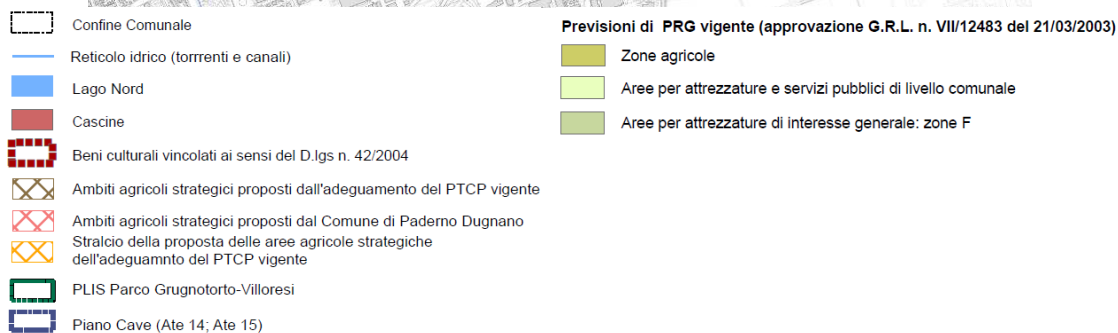 Confine Comunale
Reticolo idrico (torrrenti e canali)
Lago Nord
Cascine
Beni culturali vincolati ai sensi del D.lgs n. 42/2004
Ambiti agricoli strategici proposti dall'adeguamento del PTCP vigente
Ambiti agricoli strategici proposti dal Comune di Paderno Dugnano
Stralcio della proposta delle aree agricole strategiche
dell'adeguamnto del PTCP vigente
PLIS Parco Grugnotorto-Villoresi
Piano Cave (Ate 14; Ate 15)
Previsioni di PRG vigente (approvazione G.R.L. n. VII/12483 del 21/03/2003)
Zone agricole
Aree per attrezzature e servizi pubblici di livello comunale
Aree per attrezzature di interesse generale: zone F